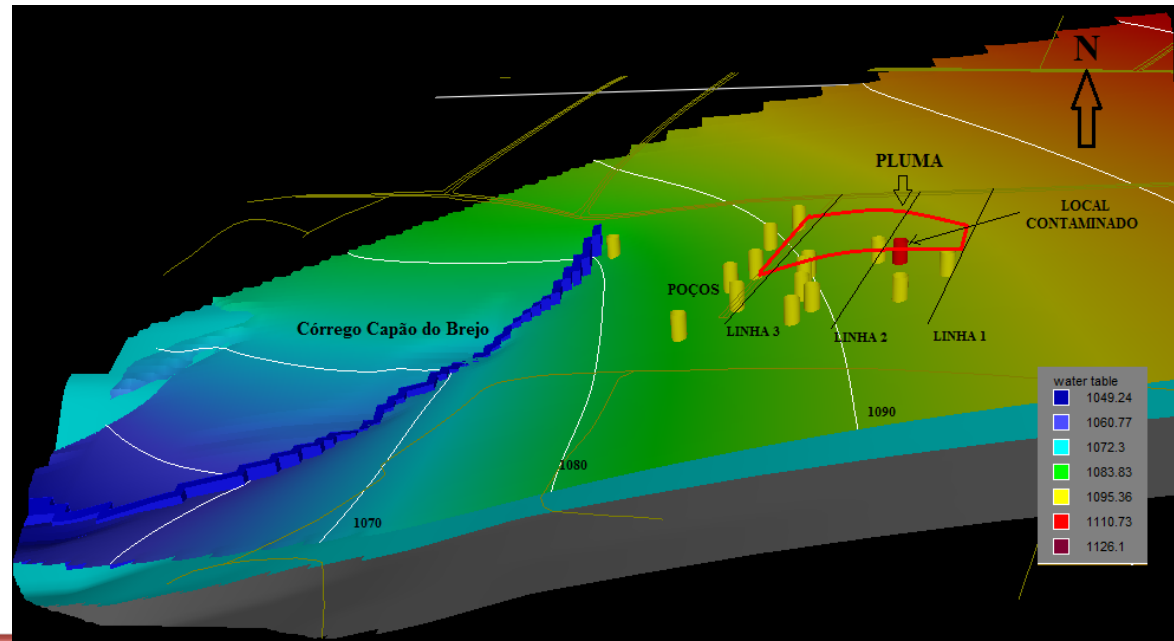 N
PLUMA
LOCAL
CONTAMINADO
POÇOS
LINHA 3
LINHA 2
LINHA 1
Córrego Capão do Brejo
1090
1080
1070
water table
1049.24
1060.77
1072.3
1083.83
1095.36
1110.73
1126.1